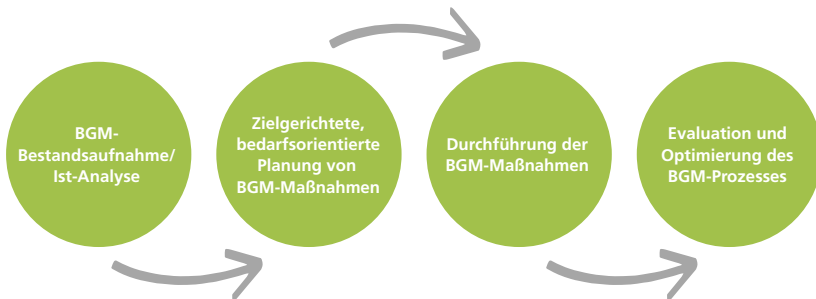 BGM-
Bestandsaufnahme/
Ist-Analyse
Zielgerichtete,
bedarfsorientierte
Planung von
BGM-Maßnahmen
Durchführung der
BGM-Maßnahmen
Evaluation und
Optimierung des
BGM-Prozesses